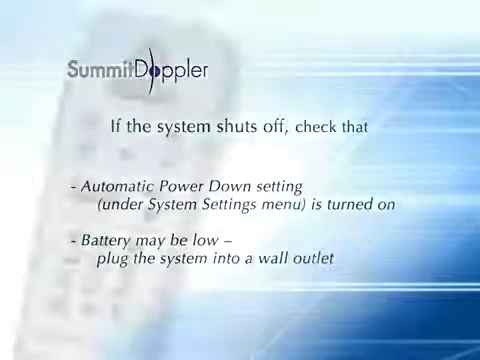 SummitDoppler
If the system shuts off, check that
- Automatic Power Down setting
(under System Settings menu) is turned on
- Battery may be low –
plug the system into a wall outlet